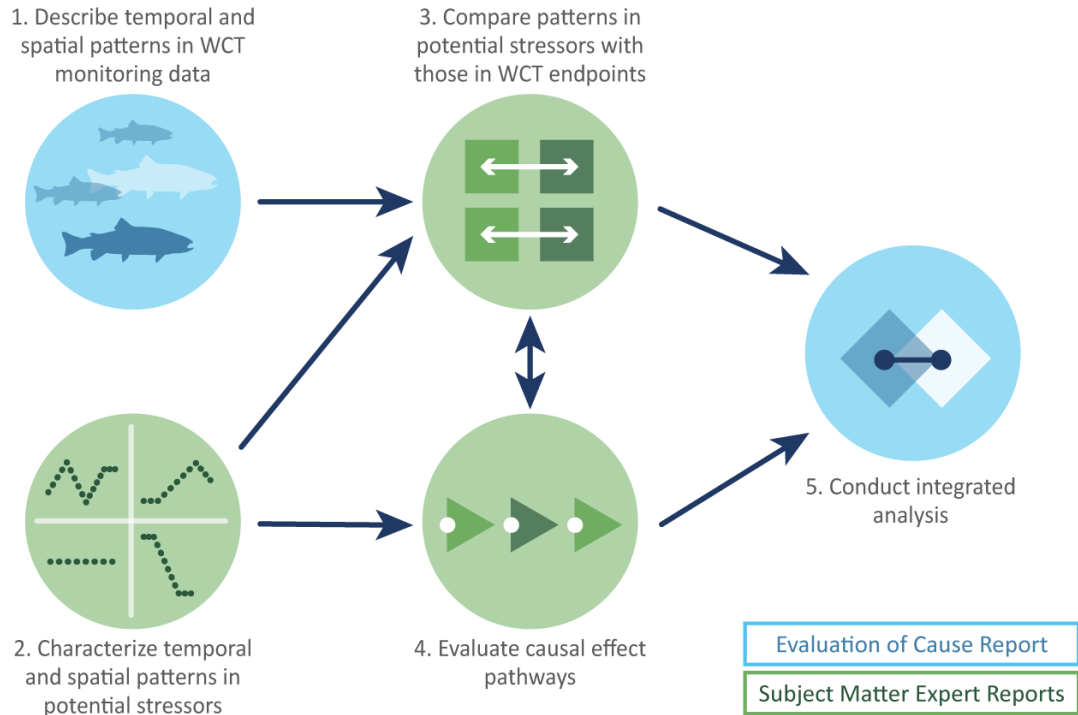 1. Describe temporal and
spatial patterns in WCT
monitoring data
3. Compare patterns in
potential stressors with
those in WCT endpoints
2. Characterize temporal
and spatial patterns in
potential stressors
4. Evaluate causal effect
pathways
5. Conduct integrated
analysis
Evaluation of Cause Report
Subject Matter Expert Reports